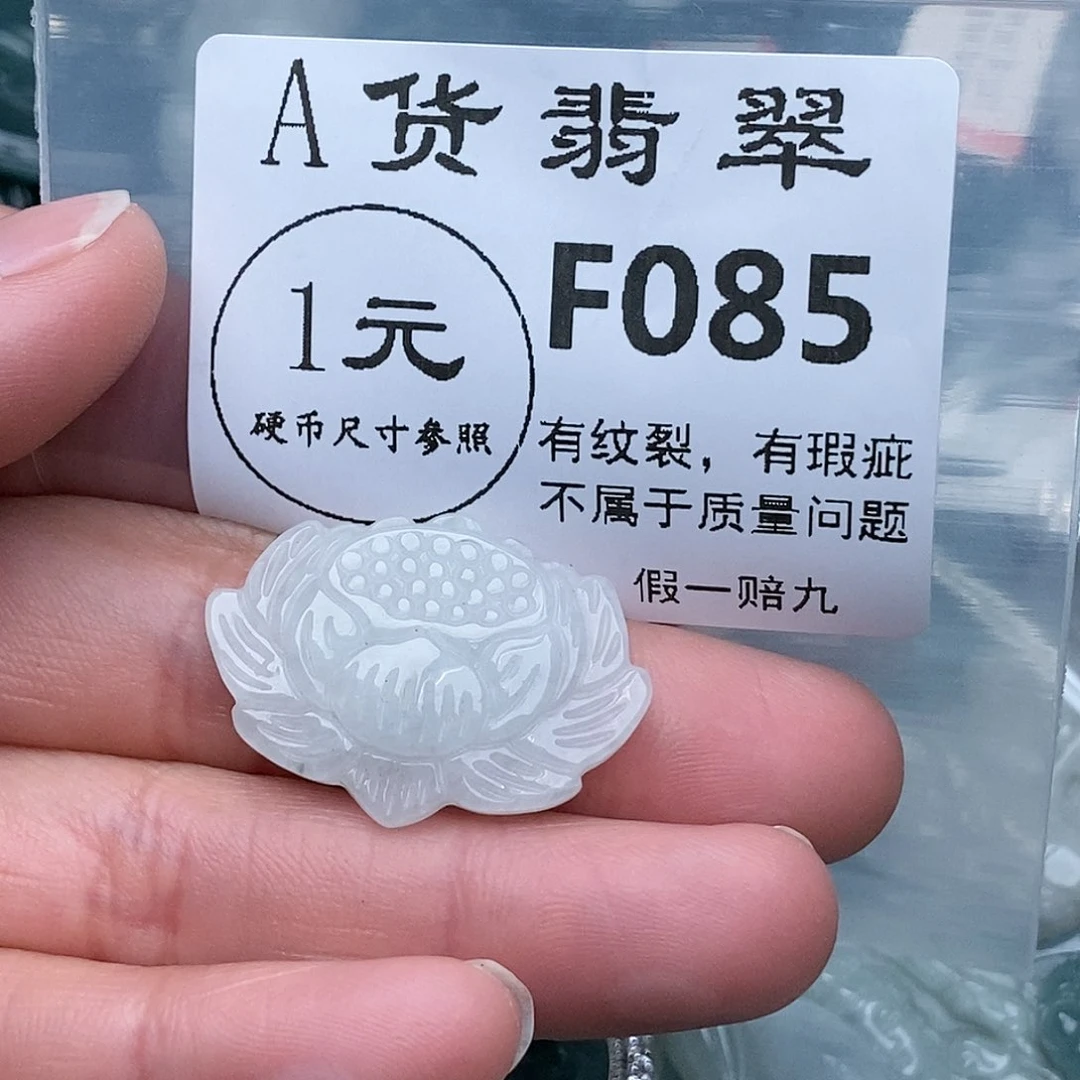 A货翡翠
1元
硬币尺寸参照
F085
有纹裂，有瑕疵
不属于质量问题
假一赔九